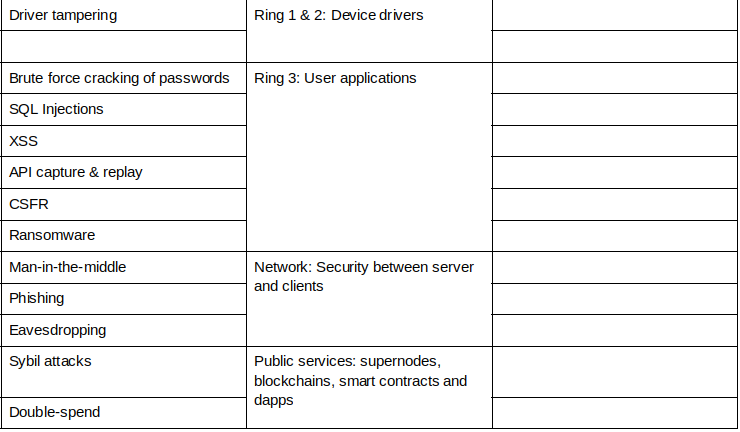 Driver tampering
Ring 1 & 2: Device drivers
Brute force cracking of passwords
Ring 3: User applications
SQL Injections
XSS
API capture & replay
CSFR
Ransomware
Man-in-the-middle
Network: Security between server
and clients
Phishing
Eavesdropping
Sybil attacks
Public services: supernodes,
blockchains, smart contracts and
dapps
Double-spend